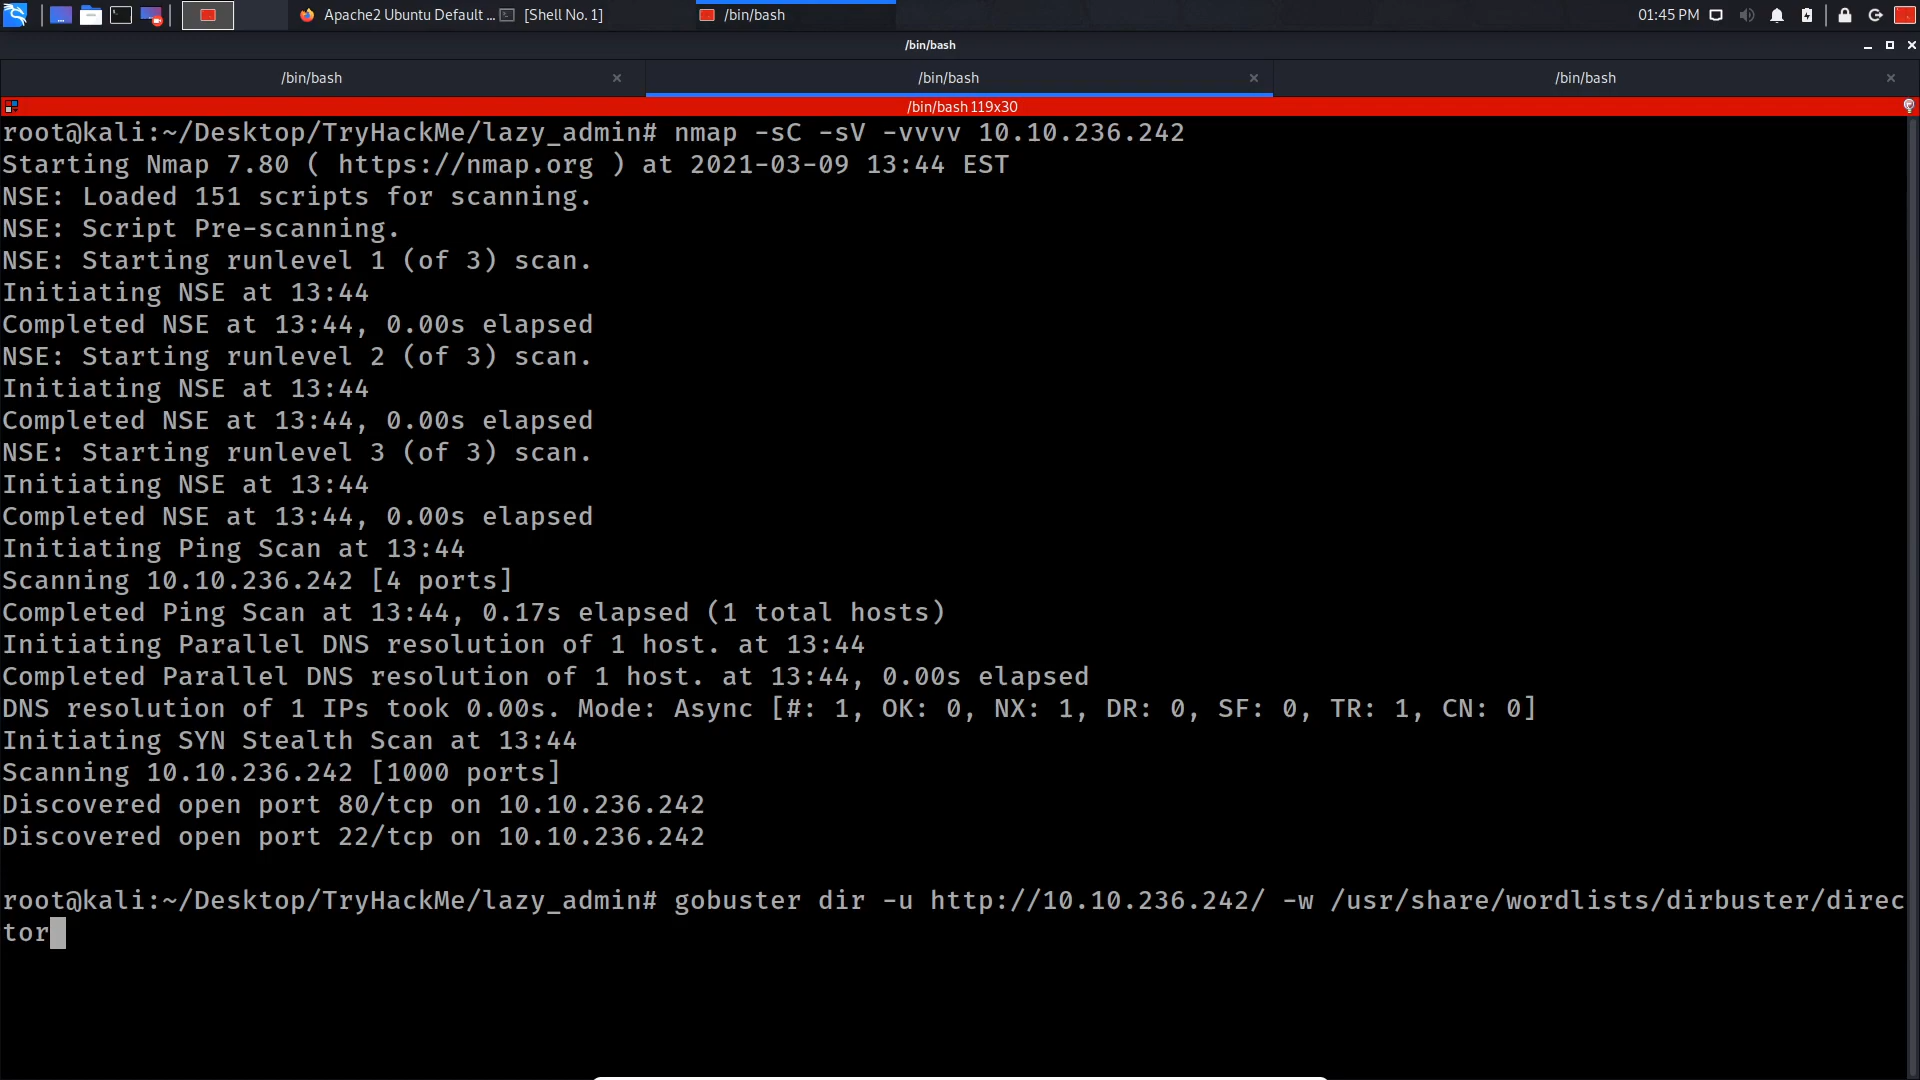 Apache2 Ubuntu Default ...
[Shell No. 1]
/bin/bash
01:45 PM
/bin/bash
/bin/bash
/bin/bash
/bin/bash
/bin/bash 119x30
root@kali:~/Desktop/TryHackMe/lazy_admin# nmap -sC -sV -vvvv 10.10.236.242
Starting Nmap 7.80 ( https://nmap.org ) at 2021-03-09 13:44 EST
NSE: Loaded 151 scripts for scanning.
NSE: Script Pre-scanning.
NSE: Starting runlevel 1 (of 3) scan.
Initiating NSE at 13:44
Completed NSE at 13:44, 0.00s elapsed
NSE: Starting runlevel 2 (of 3) scan.
Initiating NSE at 13:44
Completed NSE at 13:44, 0.00s elapsed
NSE: Starting runlevel 3 (of 3) scan.
Initiating NSE at 13:44
Completed NSE at 13:44, 0.00s elapsed
Initiating Ping Scan at 13:44
Scanning 10.10.236.242 [4 ports]
Completed Ping Scan at 13:44, 0.17s elapsed (1 total hosts)
Initiating Parallel DNS resolution of 1 host. at 13:44
Completed Parallel DNS resolution of 1 host. at 13:44, 0.00s elapsed
DNS resolution of 1 IPs took 0.00s. Mode: Async [#: 1, OK: 0, NX: 1, DR: 0, SF: 0, TR: 1, CN: 0]
Initiating SYN Stealth Scan at 13:44
Scanning 10.10.236.242 [1000 ports]
Discovered open port 80/tcp on 10.10.236.242
Discovered open port 22/tcp on 10.10.236.242
root@kali:~/Desktop/TryHackMe/lazy_admin# gobuster dir -u http://10.10.236.242/ -w /usr/share/wordlists/dirbuster/direc
tor